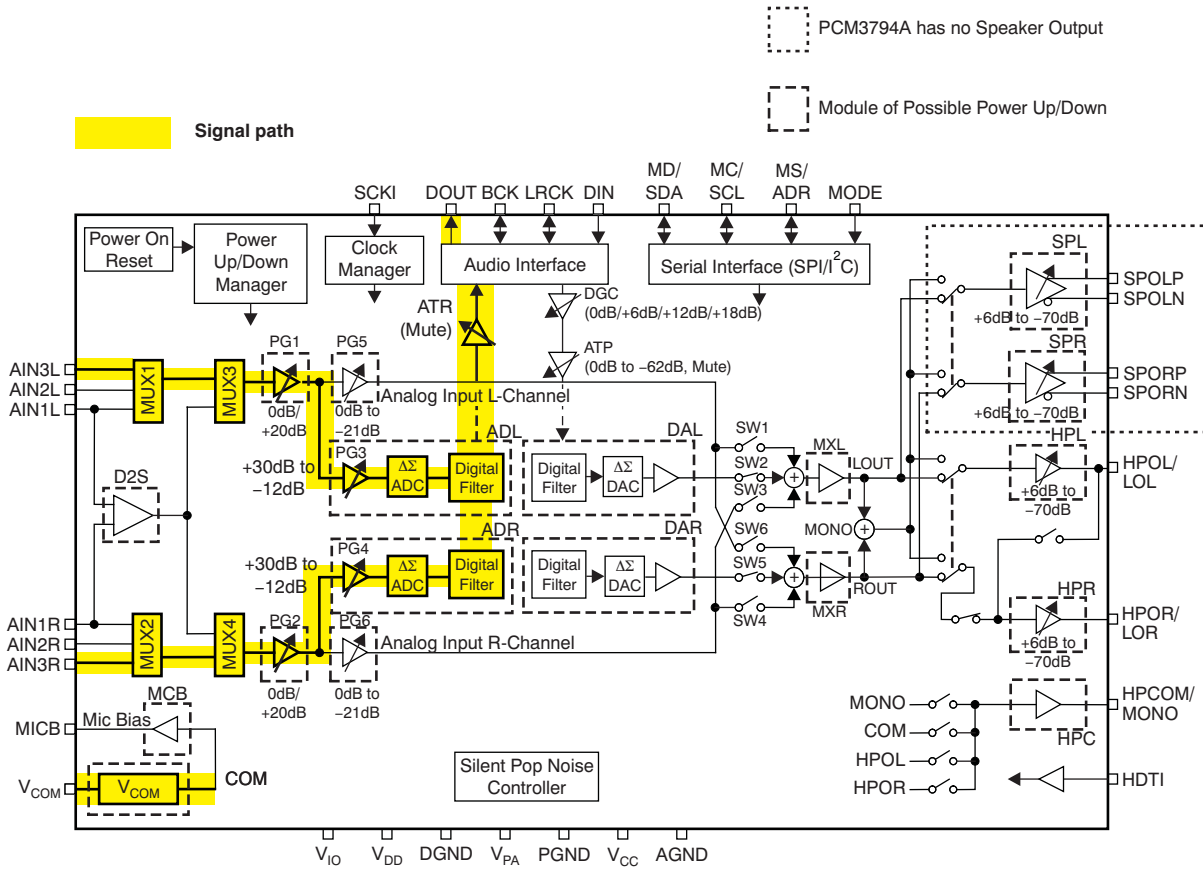 PCM3794A has no Speaker Output
Module of Possible Power Up/Down
Signal path
SCKI
DOUT
BCK
LRCK
DIN
MD/
SDA
MC/
SCL
MS/
ADR
MODE
Power On
Reset
Power
Up/Down
Manager
Clock
Manager
Audio Interface
Serial Interface (SPI/I²C)
ATR
(Mute)
DGC
(0dB/+6dB/+12dB/+18dB)
ATP
(0dB to −62dB, Mute)
SPL
+6dB to −70dB
SPOLP
SPOLN
SPR
+6dB to −70dB
SPORP
SPORN
AIN3L
AIN2L
AIN1L
MUX1
MUX3
PG1
0dB/
+20dB
PG5
0dB to
−21dB
Analog Input L-Channel
ADL
+30dB to
−12dB
PG3
ΔΣ
ADC
Digital
Filter
DAL
Digital
Filter
ΔΣ
DAC
SW1
SW2
SW3
SW6
SW5
SW4
MXL
LOUT
MONO
MXR
ROUT
HPL
+6dB to
−70dB
HPOL/
LOL
D2S
ADR
+30dB to
−12dB
PG4
ΔΣ
ADC
Digital
Filter
DAR
Digital
Filter
ΔΣ
DAC
AIN1R
AIN2R
AIN3R
MUX2
MUX4
PG2
0dB/
+20dB
PG6
0dB to
−21dB
Analog Input R-Channel
HPR
+6dB to
−70dB
HPOR/
LOR
MCB
MICB
Mic Bias
VCOM
VCOM
COM
Silent Pop Noise
Controller
MONO
COM
HPOL
HPOR
HPC
HPCOM/
MONO
HDTI
VIO
VDD
DGND
VPA
PGND
VCC
AGND